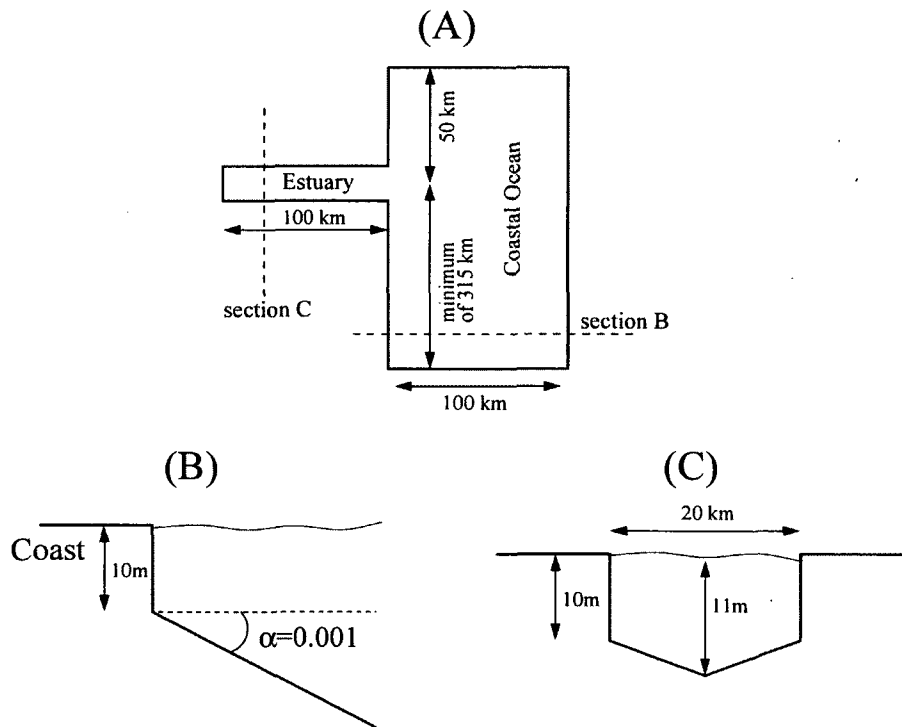 (A)
50 km
Estuary
Coastal Ocean
100 km
minimum
of 315 km
section C
section B
100 km
(B)
(C)
20 km
Coast
10m
10m
11m
α=0.001